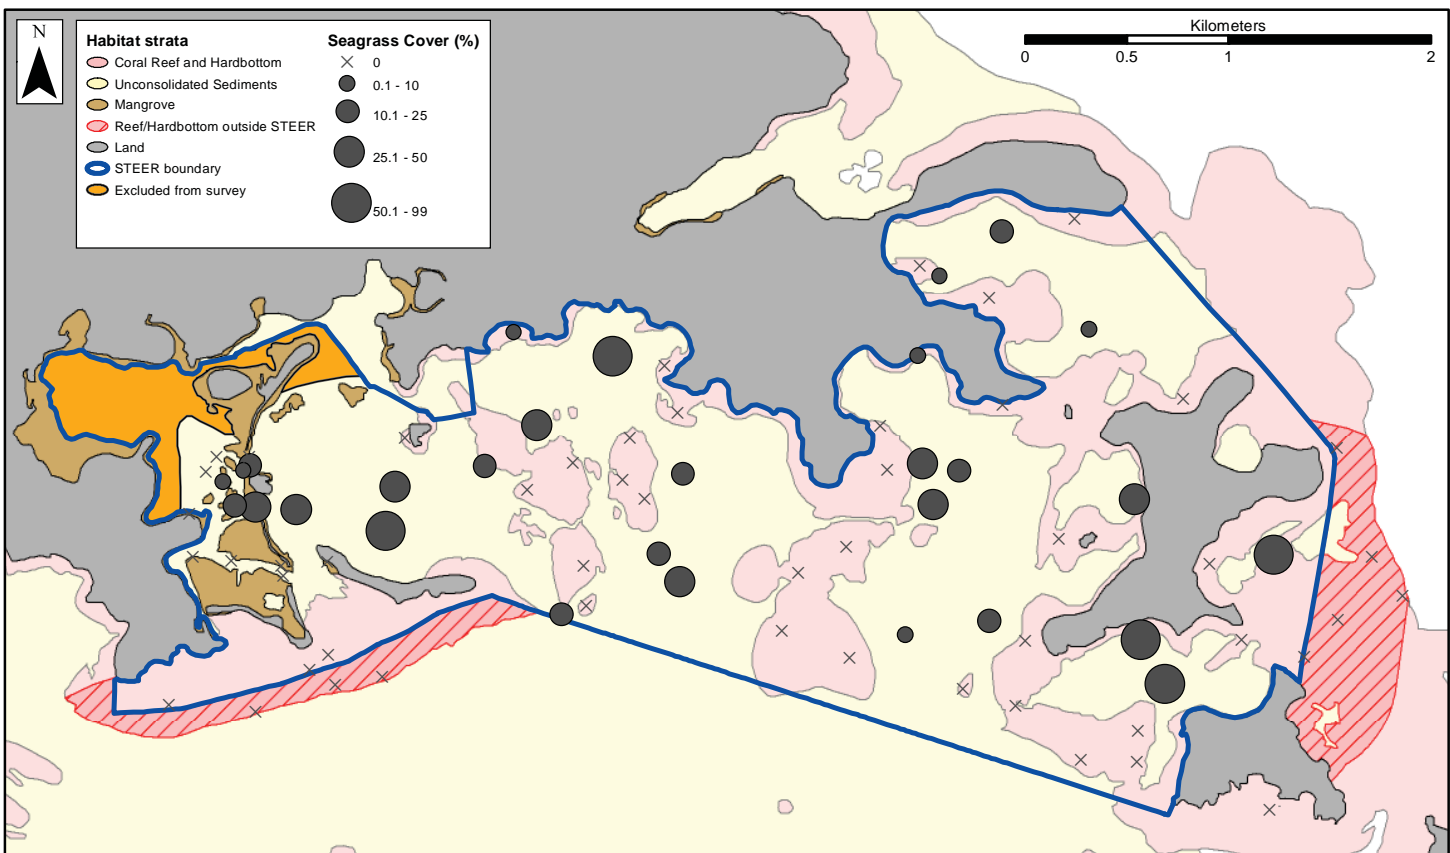 N
Habitat strata
Coral Reef and Hardbottom
Unconsolidated Sediments
Mangrove
Reef/Hardbottom outside STEER
Land
STEER boundary
Excluded from survey
Seagrass Cover (%)
0
0.1 - 10
10.1 - 25
25.1 - 50
50.1 - 99
Kilometers
0 0.5 1 2